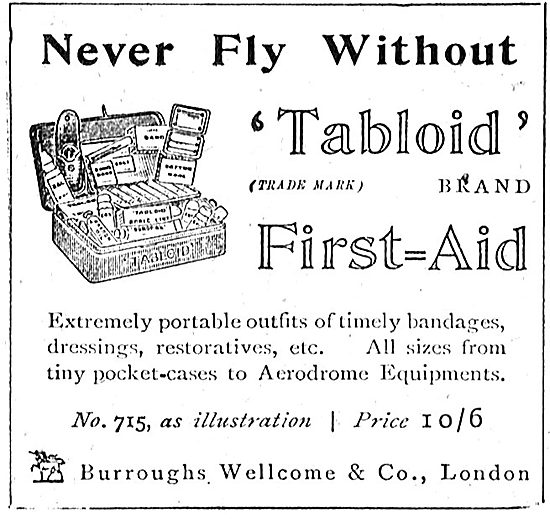 Never Fly Without
'Tabloid'
(TRADE MARK) BRAND
First=Aid
TABLOID
TABLOID
Extremely portable outfits of timely bandages,
dressings, restoratives, etc. All sizes from
tiny pocket-cases to Aerodrome Equipments.
No. 715, as illustration | Price 10/6
Burroughs Wellcome & Co., London